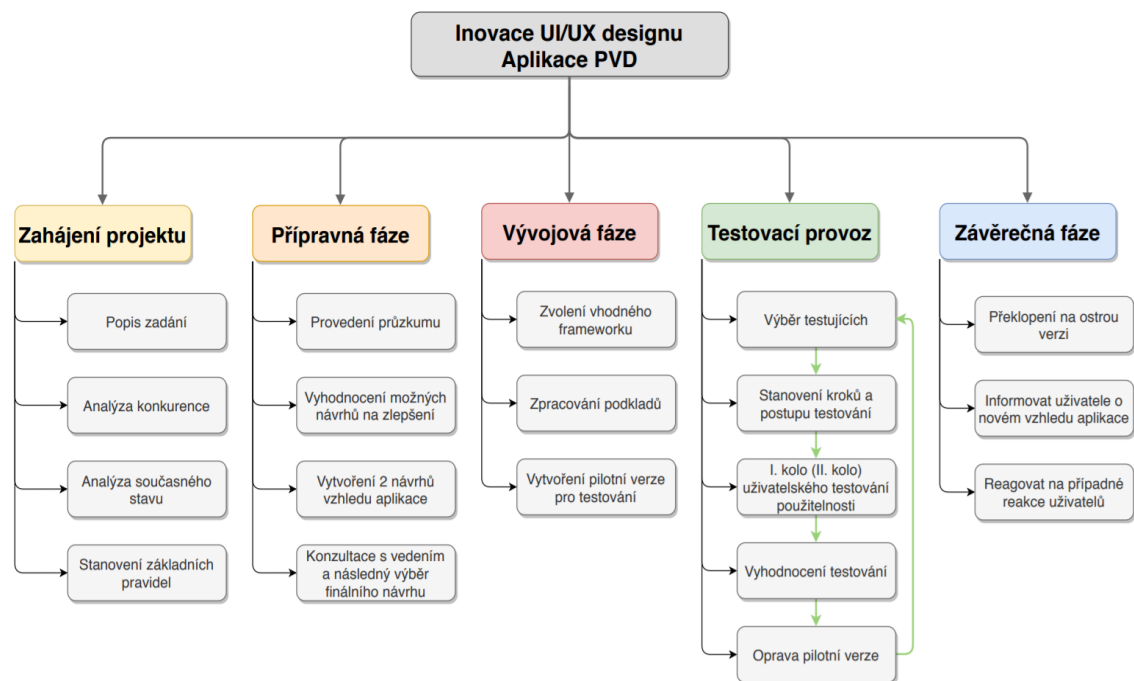 Inovace UI/UX designu
Aplikace PVD
Zahájení projektu
Popis zadání
Analýza konkurence
Analýza současného
stavu
Stanovení základních
pravidel
Přípravná fáze
Provedení průzkumu
Vyhodnocení možných
návrhů na zlepšení
Vytvoření 2 návrhů
vzhledu aplikace
Konzultace s vedením
a následný výběr
finálního návrhu
Vývojová fáze
Zvolení vhodného
frameworku
Zpracování podkladů
Vytvoření pilotní verze
pro testování
Testovací provoz
Výběr testujících
Stanovení kroků a
postupu testování
I. kolo (II. kolo)
uživatelského testování
použitelnosti
Vyhodnocení testování
Oprava pilotní verze
Závěrečná fáze
Překlopení na ostrou
verzi
Informovat uživatele o
novém vzhledu aplikace
Reagovat na případné
reakce uživatelů